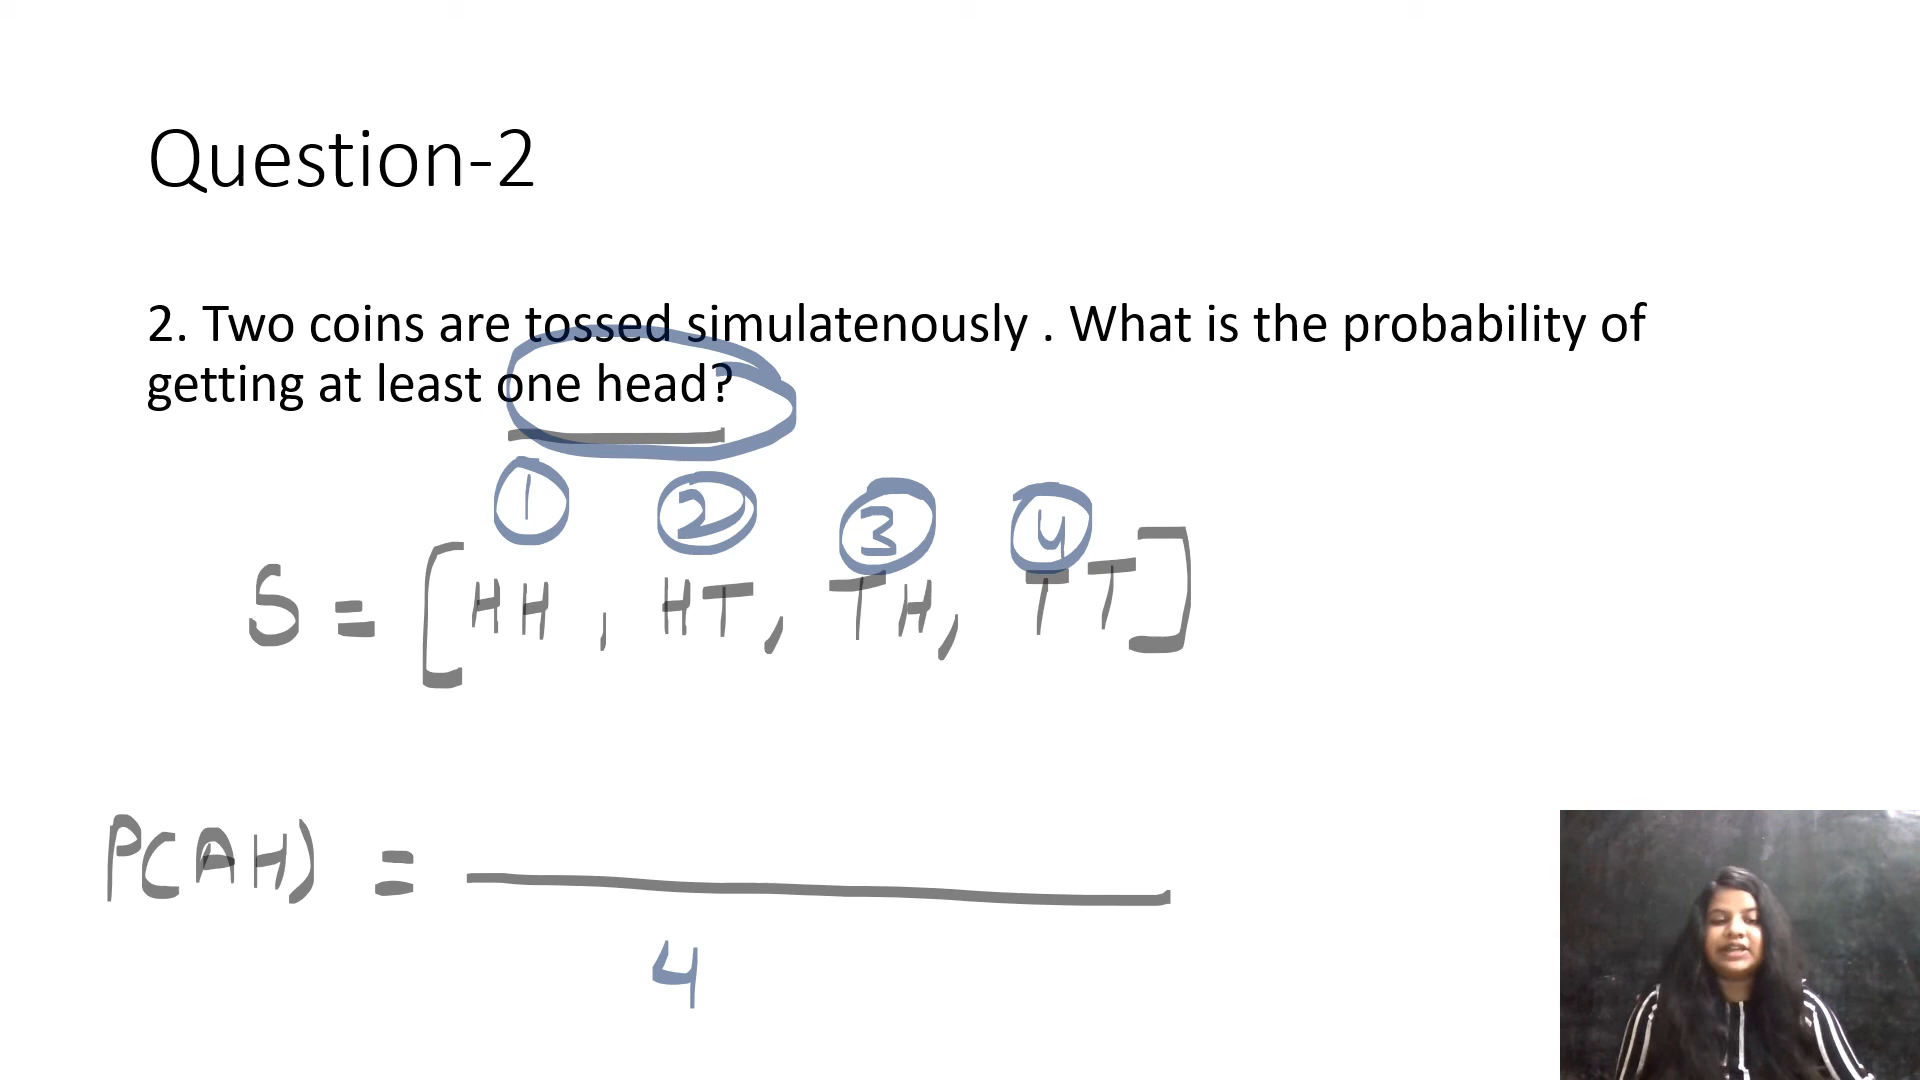 Question-2
2. Two coins are tossed simulatenously . What is the probability of
getting at least one head?
1 2 3 4
S = [HH, HT, TH, TT]
P(AH) =
4